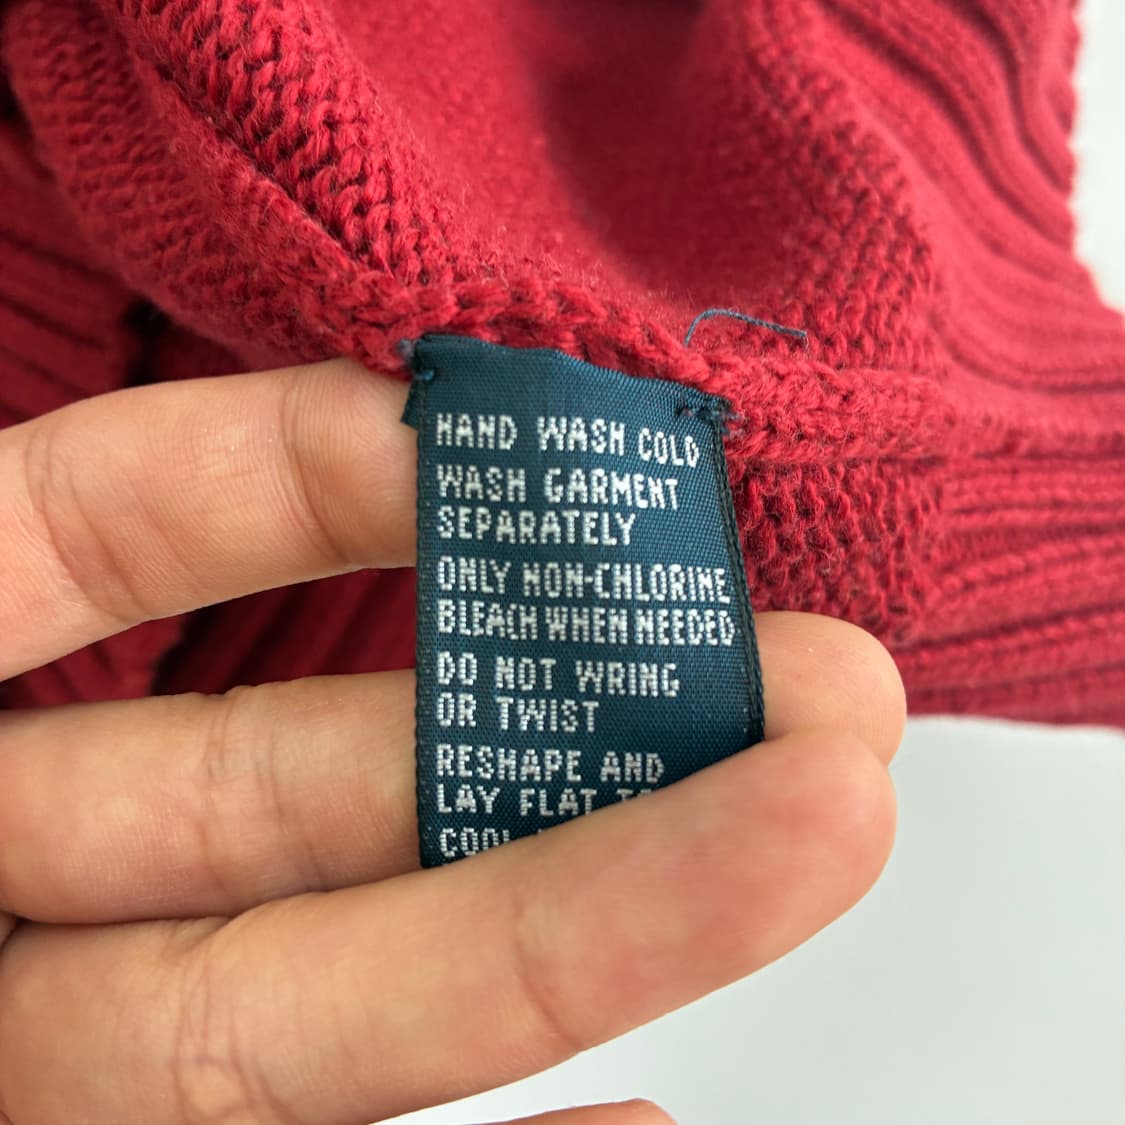 HAND WASH COLD
WASH GARMENT
SEPARATELY
ONLY NON-CHLORINE
BLEACH WHEN NEEDED
DO NOT WRING
OR TWIST
RESHAPE AND
LAY FLAT
COOL